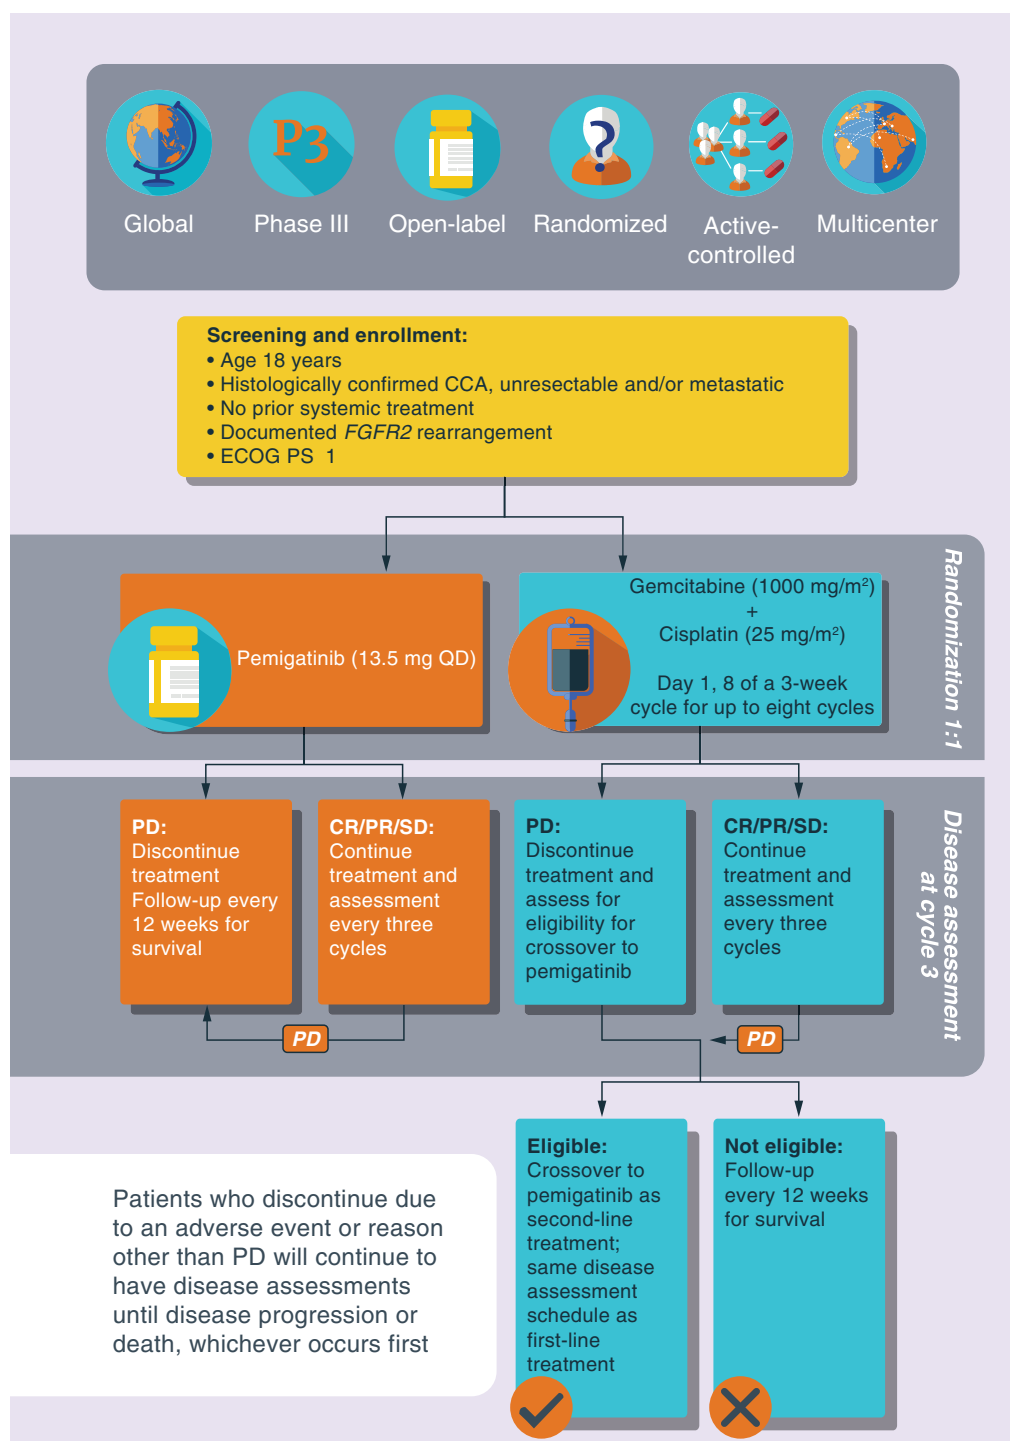 P3
Global
Phase III
Open-label
Randomized
Active-
controlled
Multicenter
Screening and enrollment:
• Age 18 years
• Histologically confirmed CCA, unresectable and/or metastatic
• No prior systemic treatment
• Documented FGFR2 rearrangement
• ECOG PS  1
Randomization 1:1
Pemigatinib (13.5 mg QD)
Gemcitabine (1000 mg/m²)
+
Cisplatin (25 mg/m²)
Day 1, 8 of a 3-week
cycle for up to eight cycles
Disease assessment
at cycle 3
PD:
Discontinue
treatment
Follow-up every
12 weeks for
survival
CR/PR/SD:
Continue
treatment and
assessment
every three
cycles
PD:
Discontinue
treatment and
assess for
eligibility for
crossover to
pemigatinib
CR/PR/SD:
Continue
treatment and
assessment
every three
cycles
PD
PD
Eligible:
Crossover to
pemigatinib as
second-line
treatment;
same disease
assessment
schedule as
first-line
treatment
Not eligible:
Follow-up
every 12 weeks
for survival
Patients who discontinue due
to an adverse event or reason
other than PD will continue to
have disease assessments
until disease progression or
death, whichever occurs first